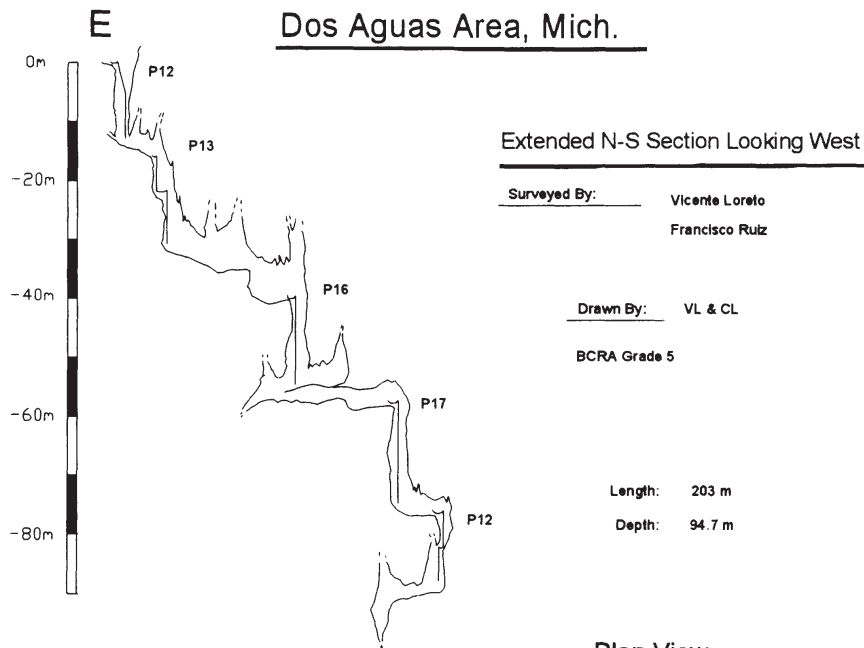 E
Dos Aguas Area, Mich.
0m
P12
P13
Extended N-S Section Looking West
-20m
Surveyed By:
Vicente Loreto
Francisco Ruiz
-40m
P16
Drawn By:
VL & CL
BCRA Grade 5
-60m
P17
Length:
203 m
P12
Depth:
94.7 m
-80m
Plan View